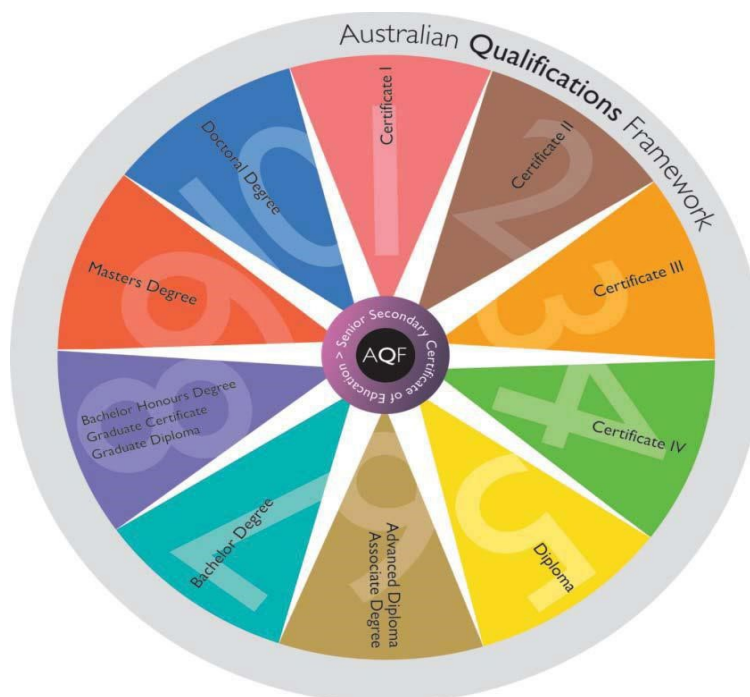 Australian Qualifications Framework
Certificate I
1
Certificate II
2
Certificate III
3
Certificate IV
4
Diploma
5
Advanced Diploma
Associate Degree
6
Bachelor Degree
7
Bachelor Honours Degree
Graduate Certificate
Graduate Diploma
8
Masters Degree
9
Doctoral Degree
10
Senior Secondary Certificate of Education >
AQF